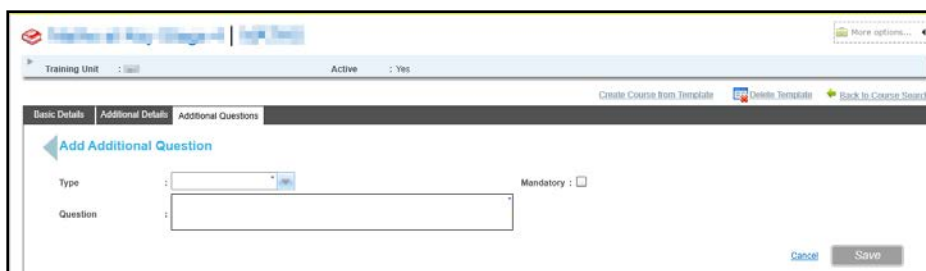 More options...
Training Unit : Active : Yes
Create Course from Template Delete Template Back to Course Search
Basic Details Additional Details Additional Questions
Add Additional Question
Type : * Mandatory :
Question : *
Cancel Save